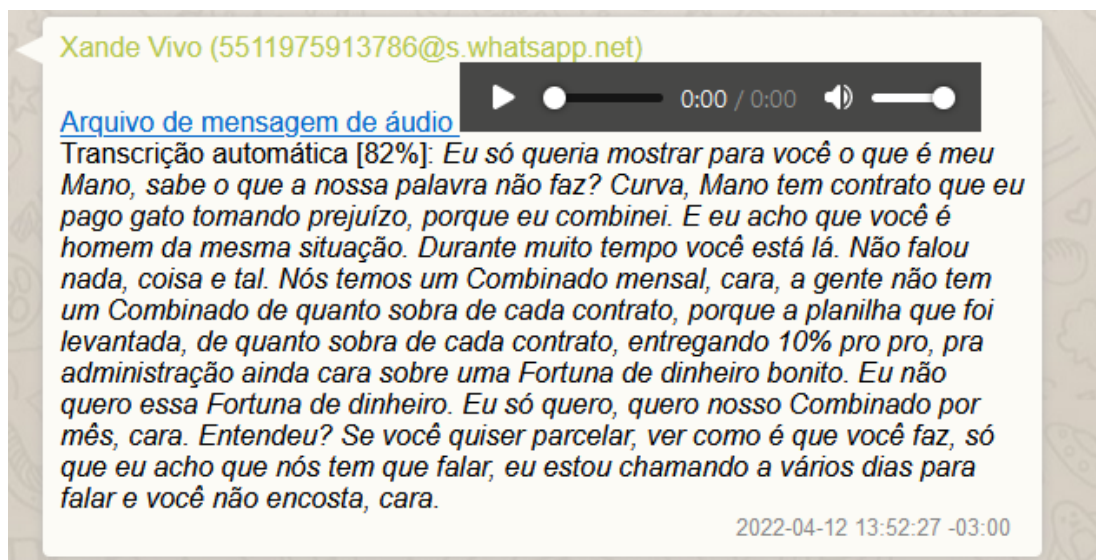 Xande Vivo (5511975913786@s.whatsapp.net)
0:00 / 0:00
Arquivo de mensagem de áudio
Transcrição automática [82%]: Eu só queria mostrar para você o que é meu
Mano, sabe o que a nossa palavra não faz? Curva, Mano tem contrato que eu
pago gato tomando prejuízo, porque eu combinei. E eu acho que você é
homem da mesma situação. Durante muito tempo você está lá. Não falou
nada, coisa e tal. Nós temos um Combinado mensal, cara, a gente não tem
um Combinado de quanto sobra de cada contrato, porque a planilha que foi
levantada, de quanto sobra de cada contrato, entregando 10% pro pro, pra
administração ainda cara sobre uma Fortuna de dinheiro bonito. Eu não
quero essa Fortuna de dinheiro. Eu só quero, quero nosso Combinado por
mês, cara. Entendeu? Se você quiser parcelar, ver como é que você faz, só
que eu acho que nós tem que falar, eu estou chamando a vários dias para
falar e você não encosta, cara.
2022-04-12 13:52:27 -03:00